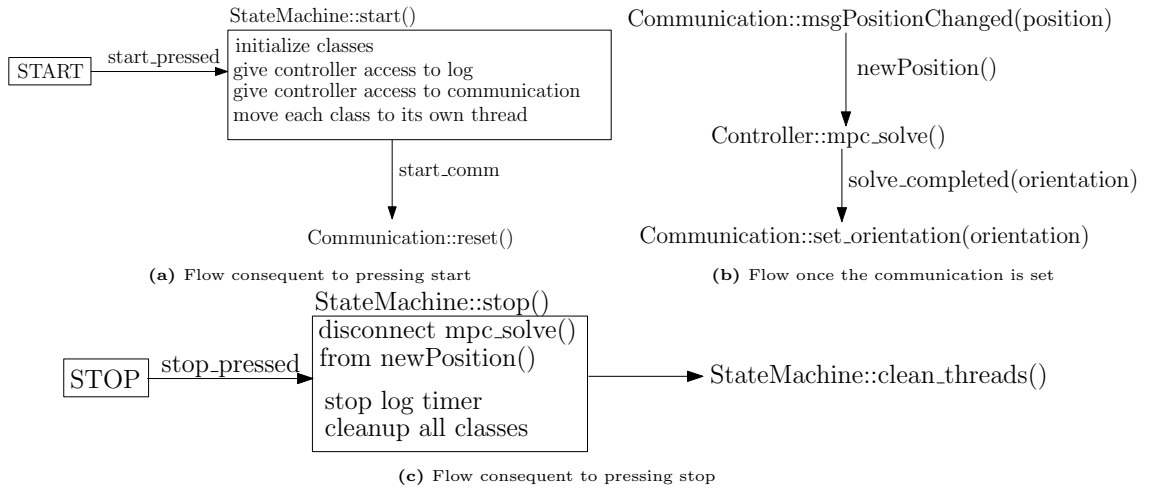 StateMachine::start()
START
start_pressed
initialize classes
give controller access to log
give controller access to communication
move each class to its own thread
start_comm
Communication::reset()
(a) Flow consequent to pressing start
Communication::msgPositionChanged(position)
newPosition()
Controller::mpc_solve()
solve_completed(orientation)
Communication::set_orientation(orientation)
(b) Flow once the communication is set
StateMachine::stop()
STOP
stop_pressed
disconnect mpc_solve()
from newPosition()
stop log timer
cleanup all classes
StateMachine::clean_threads()
(c) Flow consequent to pressing stop